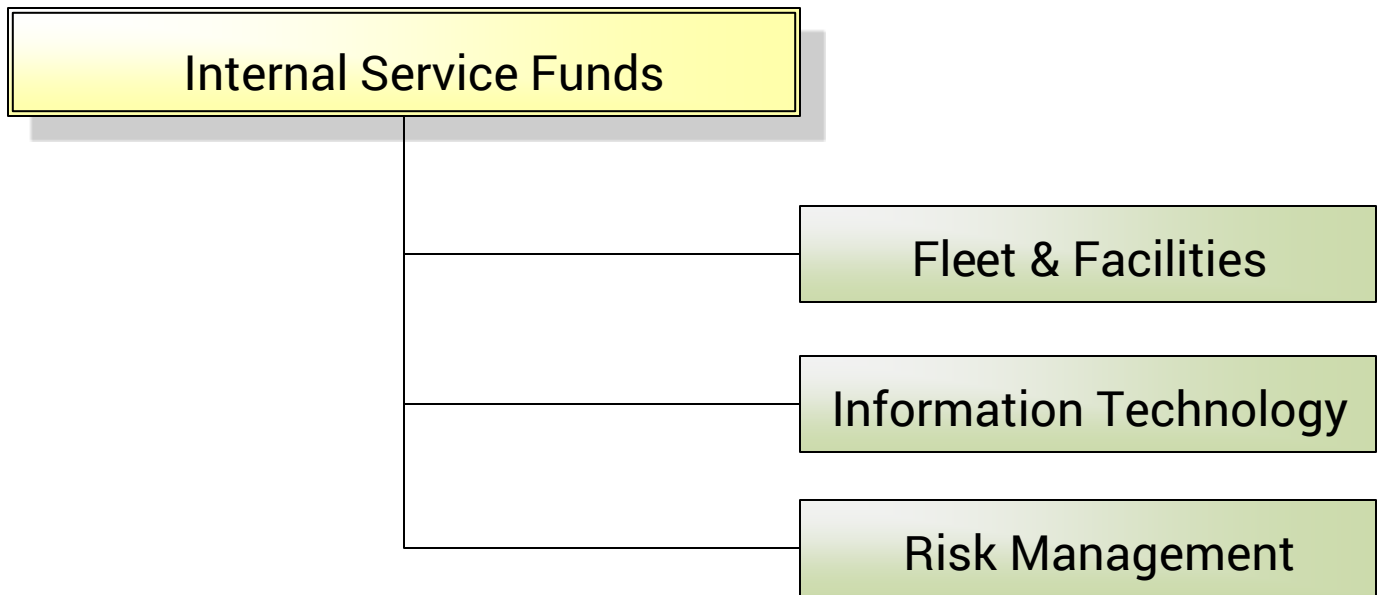 Internal Service Funds
Fleet & Facilities
Information Technology
Risk Management